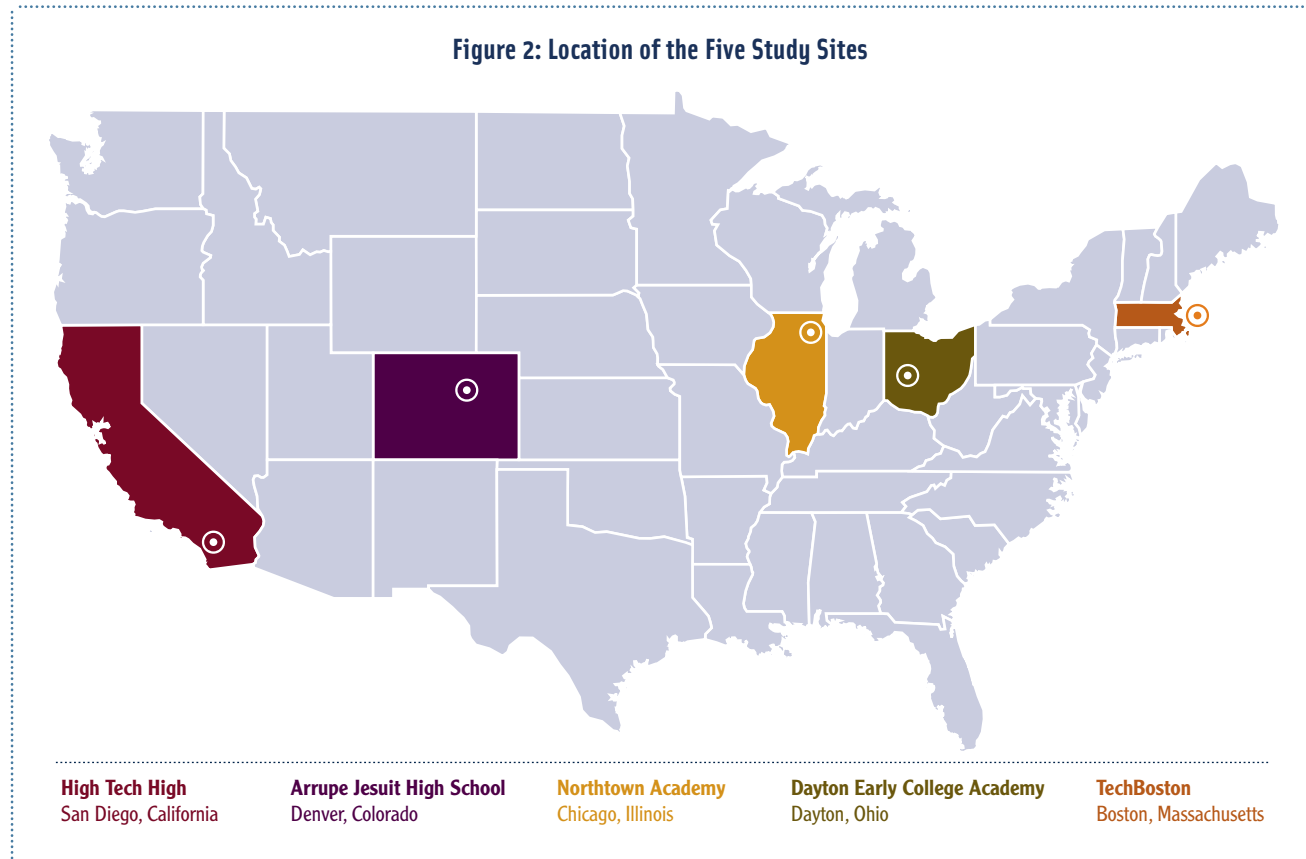 Figure 2: Location of the Five Study Sites
High Tech High
San Diego, California
Arrupe Jesuit High School
Denver, Colorado
Northtown Academy
Chicago, Illinois
Dayton Early College Academy
Dayton, Ohio
TechBoston
Boston, Massachusetts